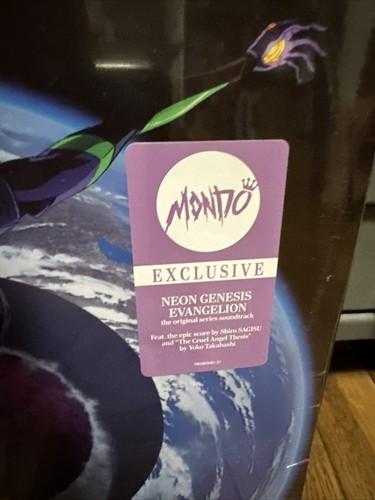 MONDO
EXCLUSIVE
NEON GENESIS
EVANGELION
the original series soundtrack
Feat. the epic score by Shiro SAGISU
and "The Cruel Angel Thesis"
by Yoko Takahashi